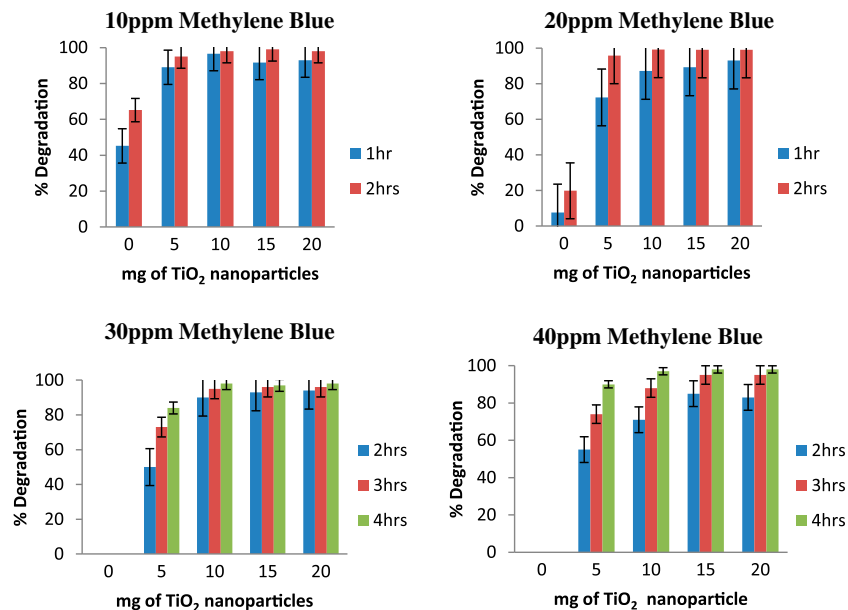 10ppm Methylene Blue
% Degradation
100
80
60
40
20
0
0 5 10 15 20
mg of TiO₂ nanoparticles
1hr
2hrs
20ppm Methylene Blue
% Degradation
100
80
60
40
20
0
0 5 10 15 20
mg of TiO₂ nanoparticles
1hr
2hrs
30ppm Methylene Blue
% Degradation
100
80
60
40
20
0
0 5 10 15 20
mg of TiO₂ nanoparticles
2hrs
3hrs
4hrs
40ppm Methylene Blue
% Degradation
100
80
60
40
20
0
0 5 10 15 20
mg of TiO₂ nanoparticle
2hrs
3hrs
4hrs